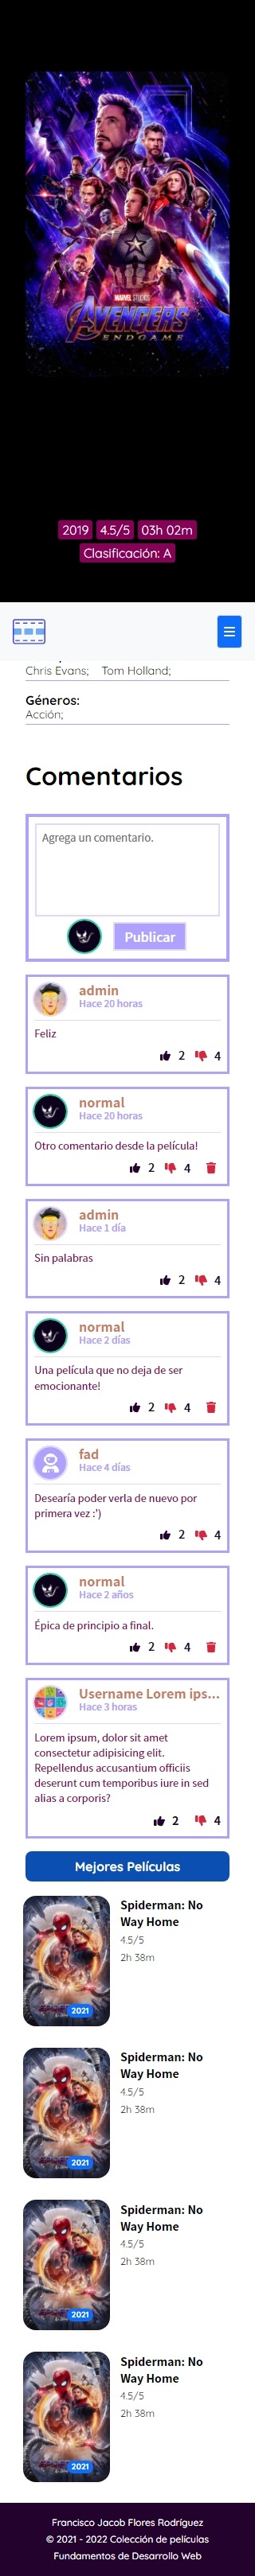 MARVEL STUDIOS
AVENGERS
ENDGAME
2019 4.5/5 03h 02m
Clasificación: A
Chris Evans; Tom Holland;
Géneros:
Acción;
Comentarios
Agrega un comentario.
Publicar
admin
Hace 20 horas
Feliz
2 4
normal
Hace 20 horas
Otro comentario desde la película!
2 4
admin
Hace 1 día
Sin palabras
2 4
normal
Hace 2 días
Una película que no deja de ser
emocionante!
2 4
fad
Hace 4 días
Desearía poder verla de nuevo por
primera vez :')
2 4
normal
Hace 2 años
Épica de principio a final.
2 4
Username Lorem ips...
Hace 3 horas
Lorem ipsum, dolor sit amet
consectetur adipisicing elit.
Repellendus accusantium officiis
deserunt cum temporibus iure in sed
alias a corporis?
2 4
Mejores Películas
Spiderman: No
Way Home
4.5/5
2h 38m
2021
Spiderman: No
Way Home
4.5/5
2h 38m
2021
Spiderman: No
Way Home
4.5/5
2h 38m
2021
Spiderman: No
Way Home
4.5/5
2h 38m
2021
Francisco Jacob Flores Rodríguez
© 2021 - 2022 Colección de películas
Fundamentos de Desarrollo Web